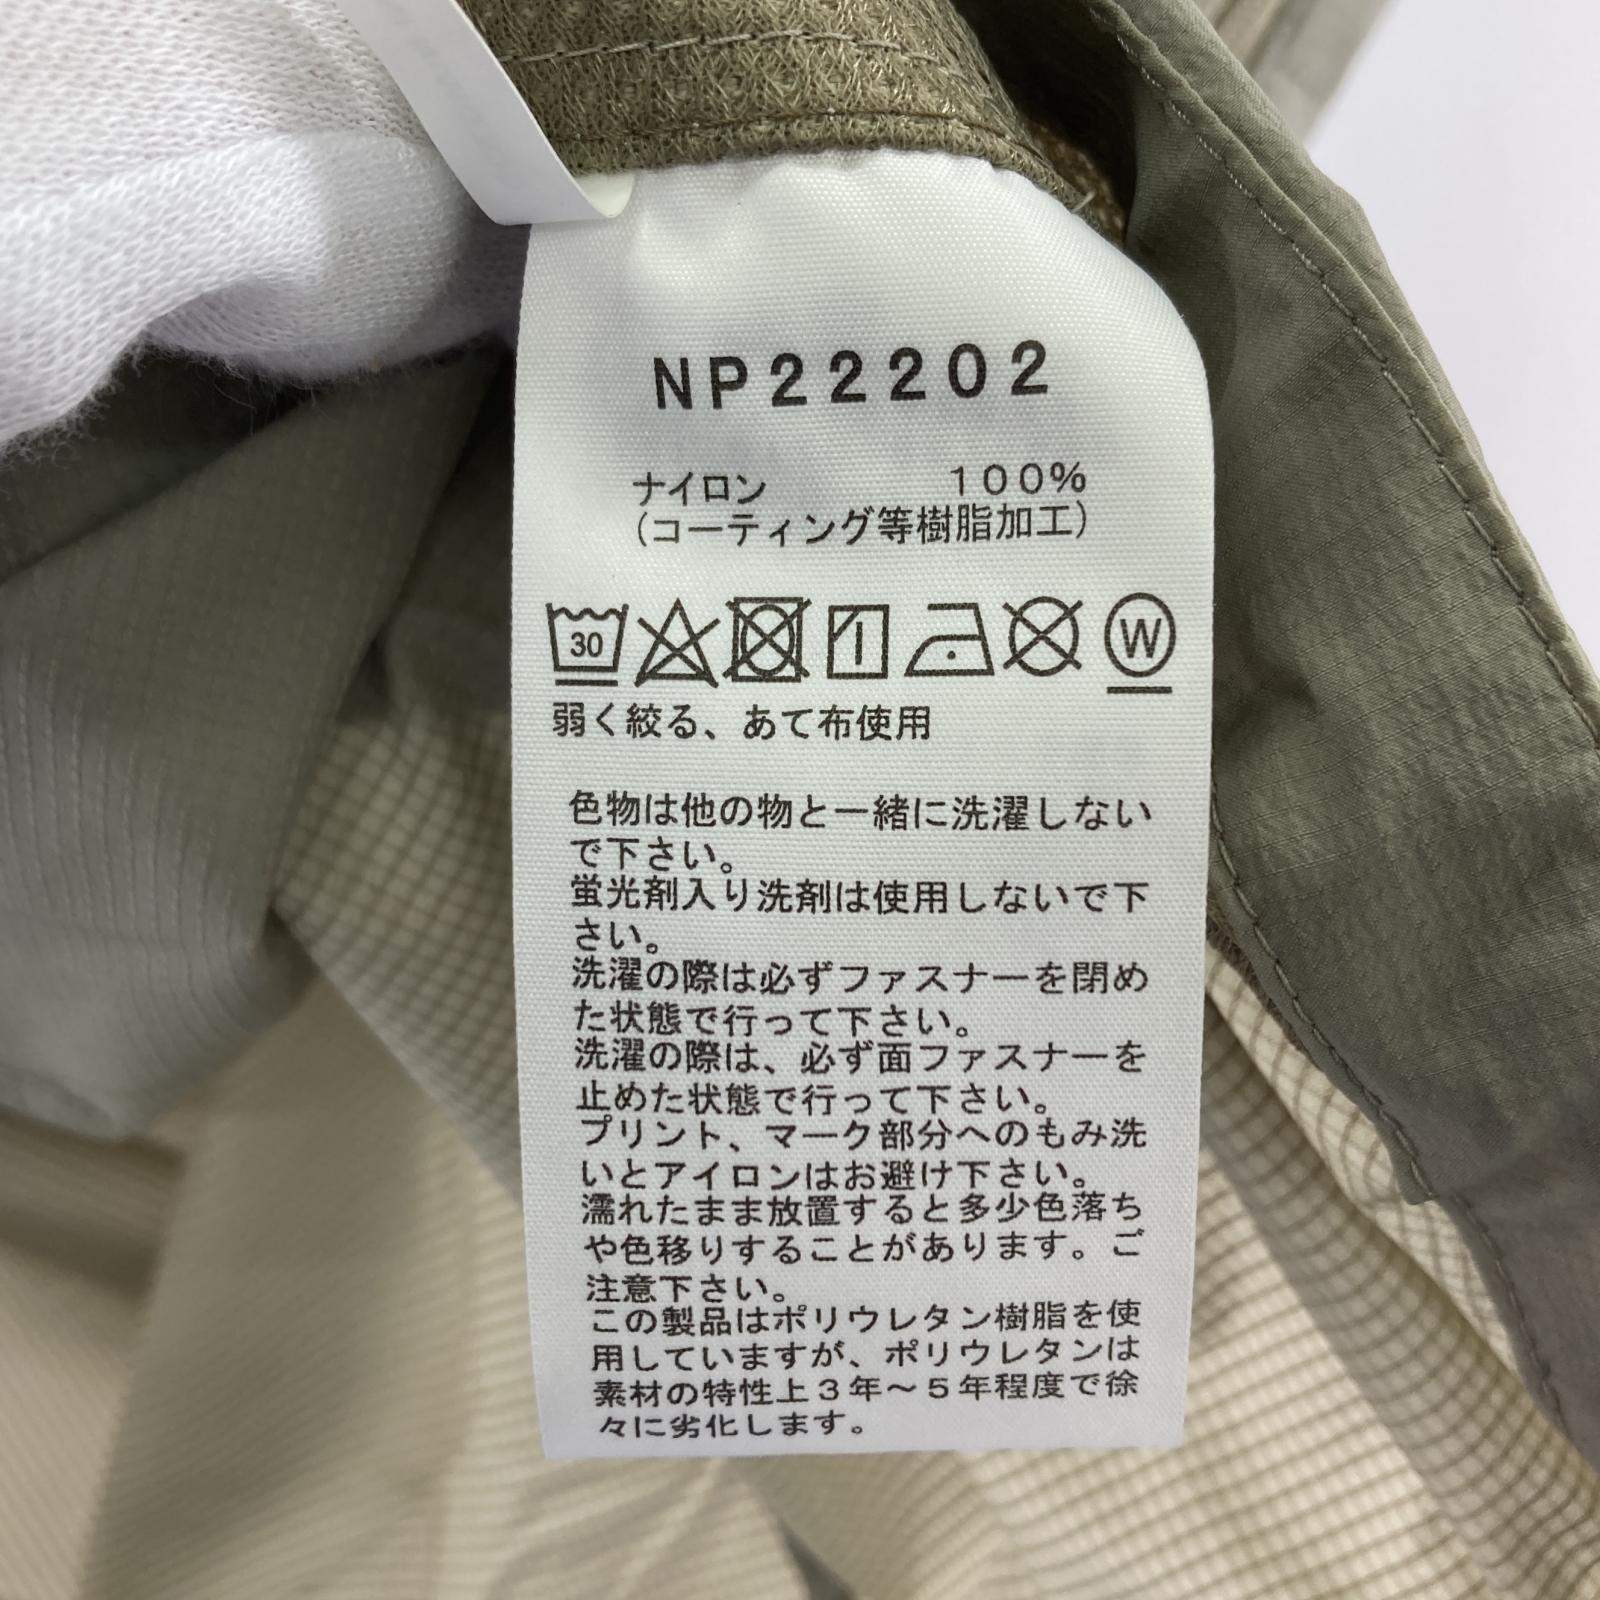 NP22202
ナイロン 100%
(コーティング等樹脂加工)
30 W
弱く絞る、あて布使用
色物は他の物と一緒に洗濯しない
で下さい。
蛍光剤入り洗剤は使用しないで下
さい。
洗濯の際は必ずファスナーを閉め
た状態で行って下さい。
洗濯の際は、必ず面ファスナーを
止めた状態で行って下さい。
プリント、マーク部分へのもみ洗
いとアイロンはお避け下さい。
濡れたまま放置すると多少色落ち
や色移りすることがあります。ご
注意下さい。
この製品はポリウレタン樹脂を使
用していますが、ポリウレタンは
素材の特性上3年～5年程度で徐
々に劣化します。